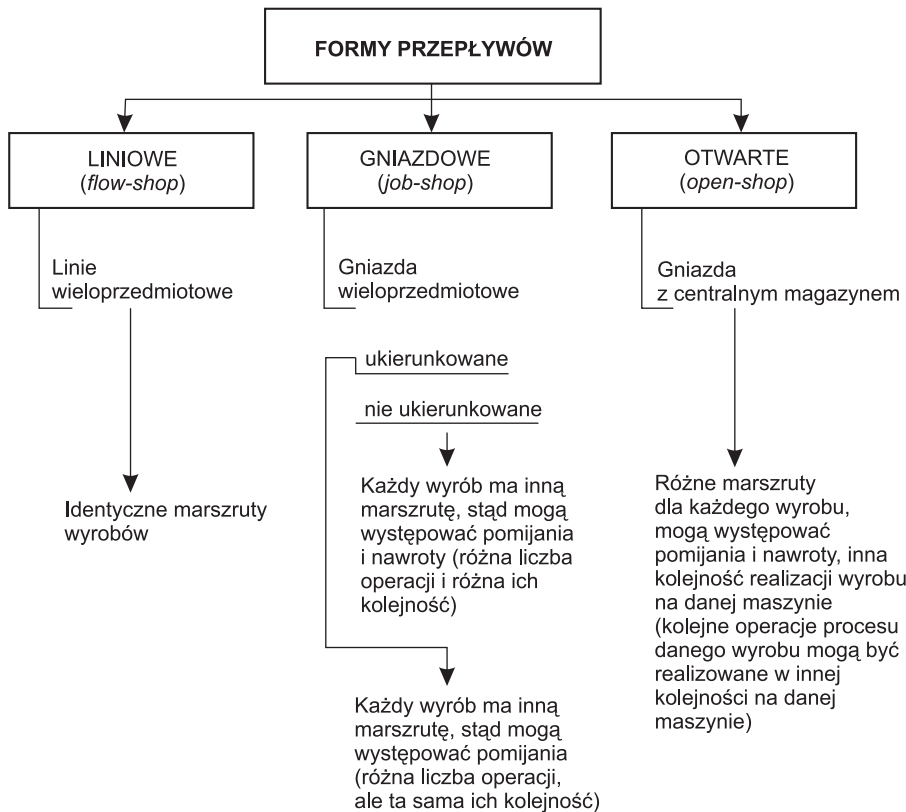 FORMY PRZEPŁYWÓW
LINIOWE
(flow-shop)
Linie
wieloprzedmiotowe
Identyczne marszruty
wyrobów
GNIAZDOWE
(job-shop)
Gniazda
wieloprzedmiotowe
ukierunkowane
nie ukierunkowane
Każdy wyrób ma inną
marszrutę, stąd mogą
występować pomijania
i nawroty (różna liczba
operacji i różna ich
kolejność)
Każdy wyrób ma inną
marszrutę, stąd mogą
występować pomijania
(różna liczba operacji,
ale ta sama ich kolejność)
OTWARTE
(open-shop)
Gniazda
z centralnym magazynem
Różne marszruty
dla każdego wyrobu,
mogą występować
pomijania i nawroty, inna
kolejność realizacji wyrobu
na danej maszynie
(kolejne operacje procesu
danego wyrobu mogą być
realizowane w innej
kolejności na danej
maszynie)